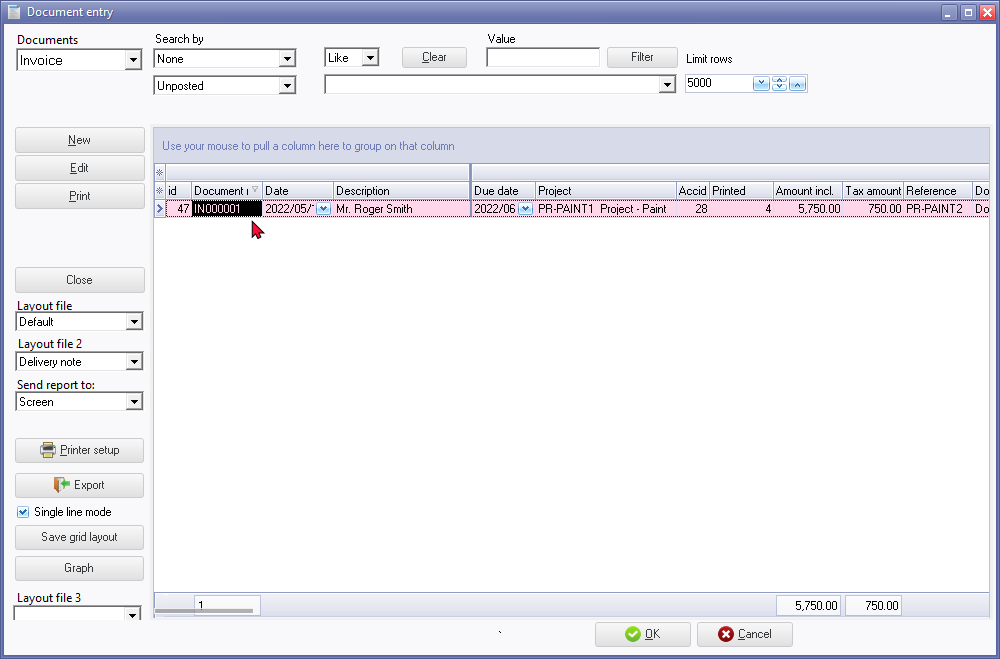 Document entry
Documents
Search by
Value
Invoice
None
Like
Clear
Filter
Limit rows
Unposted
5000
New
Edit
Print
Close
Layout file
Default
Layout file 2
Delivery note
Send report to:
Screen
Printer setup
Export
Single line mode
Save grid layout
Graph
Layout file 3
Use your mouse to pull a column here to group on that column
id Document Date Description Due date Project Accid Printed Amount incl. Tax amount Reference Do
47 IN000001 2022/05/ Mr. Roger Smith 2022/06 PR-PAINT1 Project - Paint 28 4 5,750.00 750.00 PR-PAINT2 Do
1 5,750.00 750.00
OK Cancel